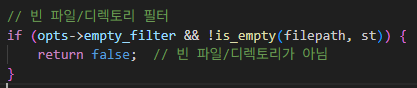 // 빈 파일/디렉토리 필터
if (opts->empty_filter && !is_empty(filepath, st)) {
    return false;  // 빈 파일/디렉토리가 아님
}